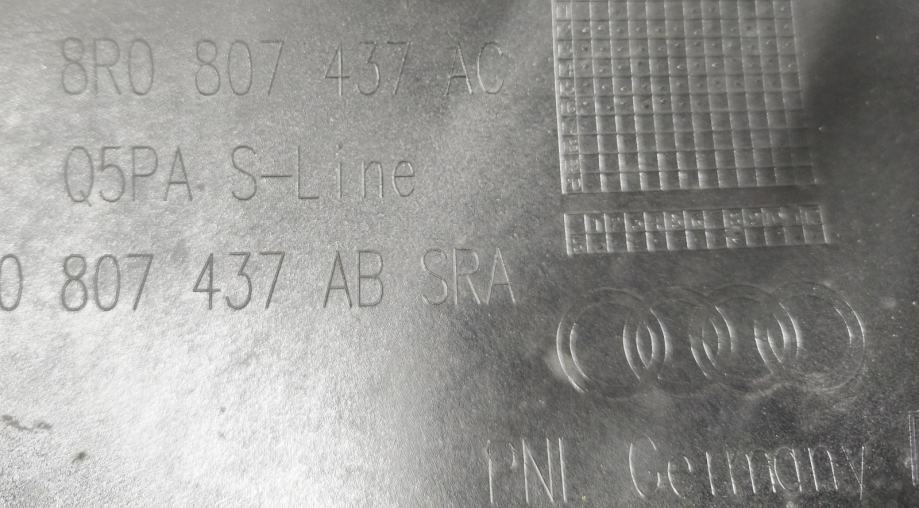 8R0 807 437 AC
Q5PA S-Line
0 807 437 AB SRA
PNL Germany